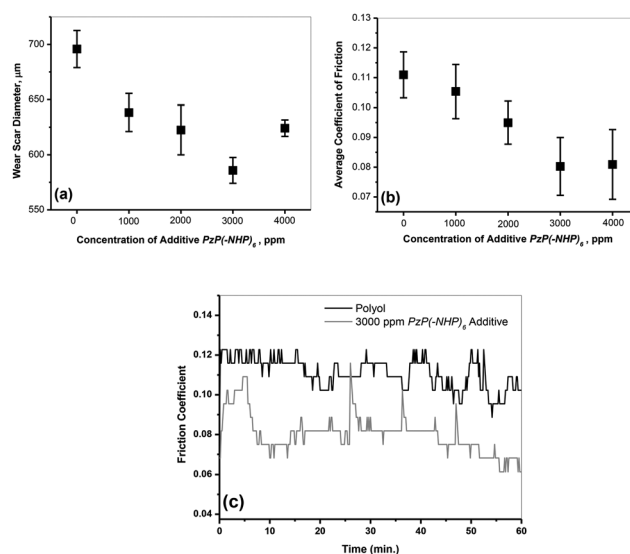 700
650
600
550
Wear Scar Diameter, µm
(a)
0 1000 2000 3000 4000
Concentration of Additive PzP(-NHP)6 , ppm
0.13
0.12
0.11
0.10
0.09
0.08
0.07
Average Coefficient of Friction
(b)
0 1000 2000 3000 4000
Concentration of Additive PzP(-NHP)6 , ppm
0.14
0.12
0.10
0.08
0.06
0.04
Friction Coefficient
Polyol
3000 ppm PzP(-NHP)6 Additive
(c)
0 10 20 30 40 50 60
Time (min.)